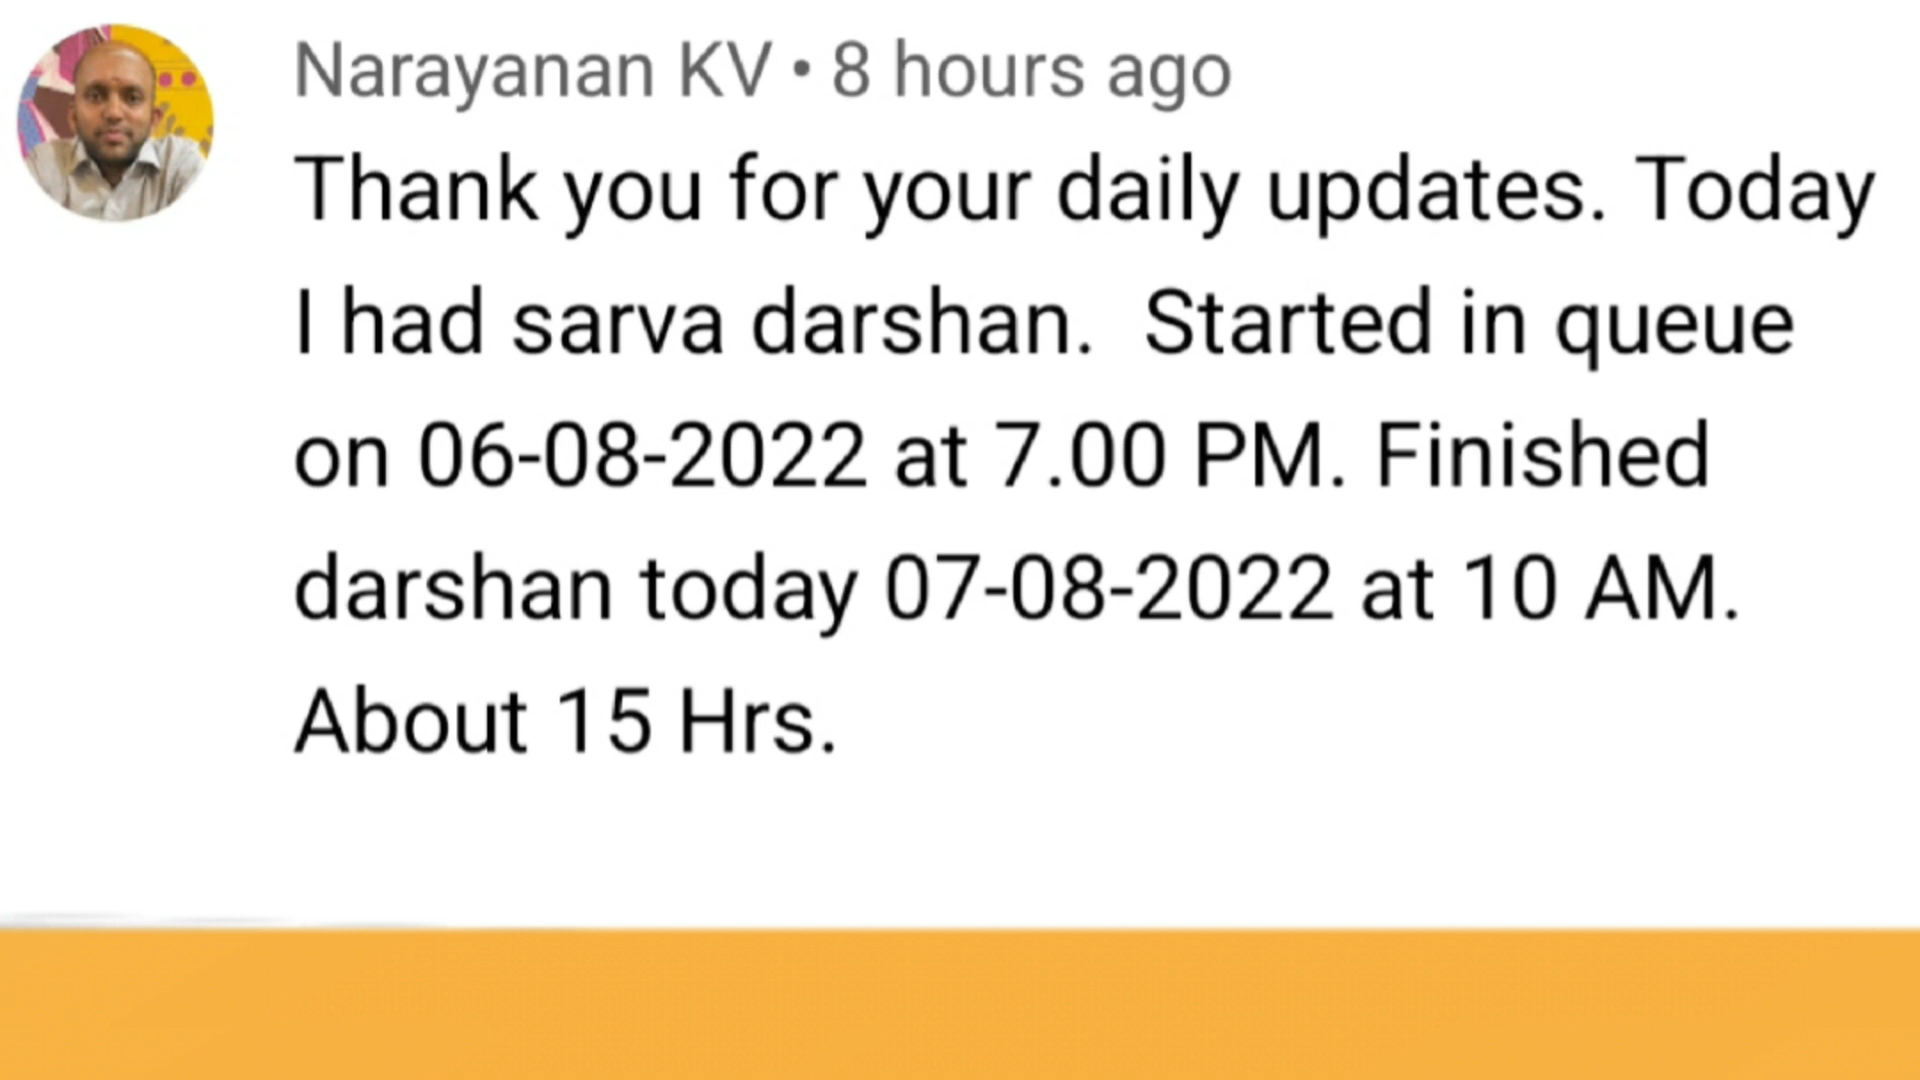 Narayanan KV • 8 hours ago
Thank you for your daily updates. Today
I had sarva darshan.  Started in queue
on 06-08-2022 at 7.00 PM. Finished
darshan today 07-08-2022 at 10 AM.
About 15 Hrs.